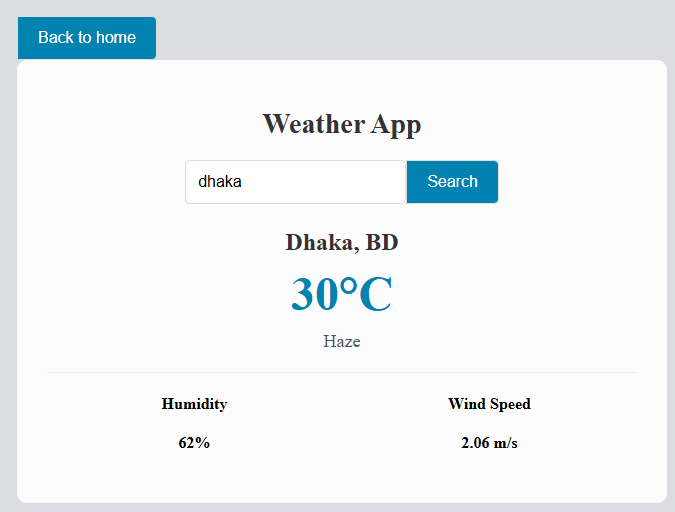 Back to home
Weather App
dhaka Search
Dhaka, BD
30°C
Haze
Humidity Wind Speed
62% 2.06 m/s